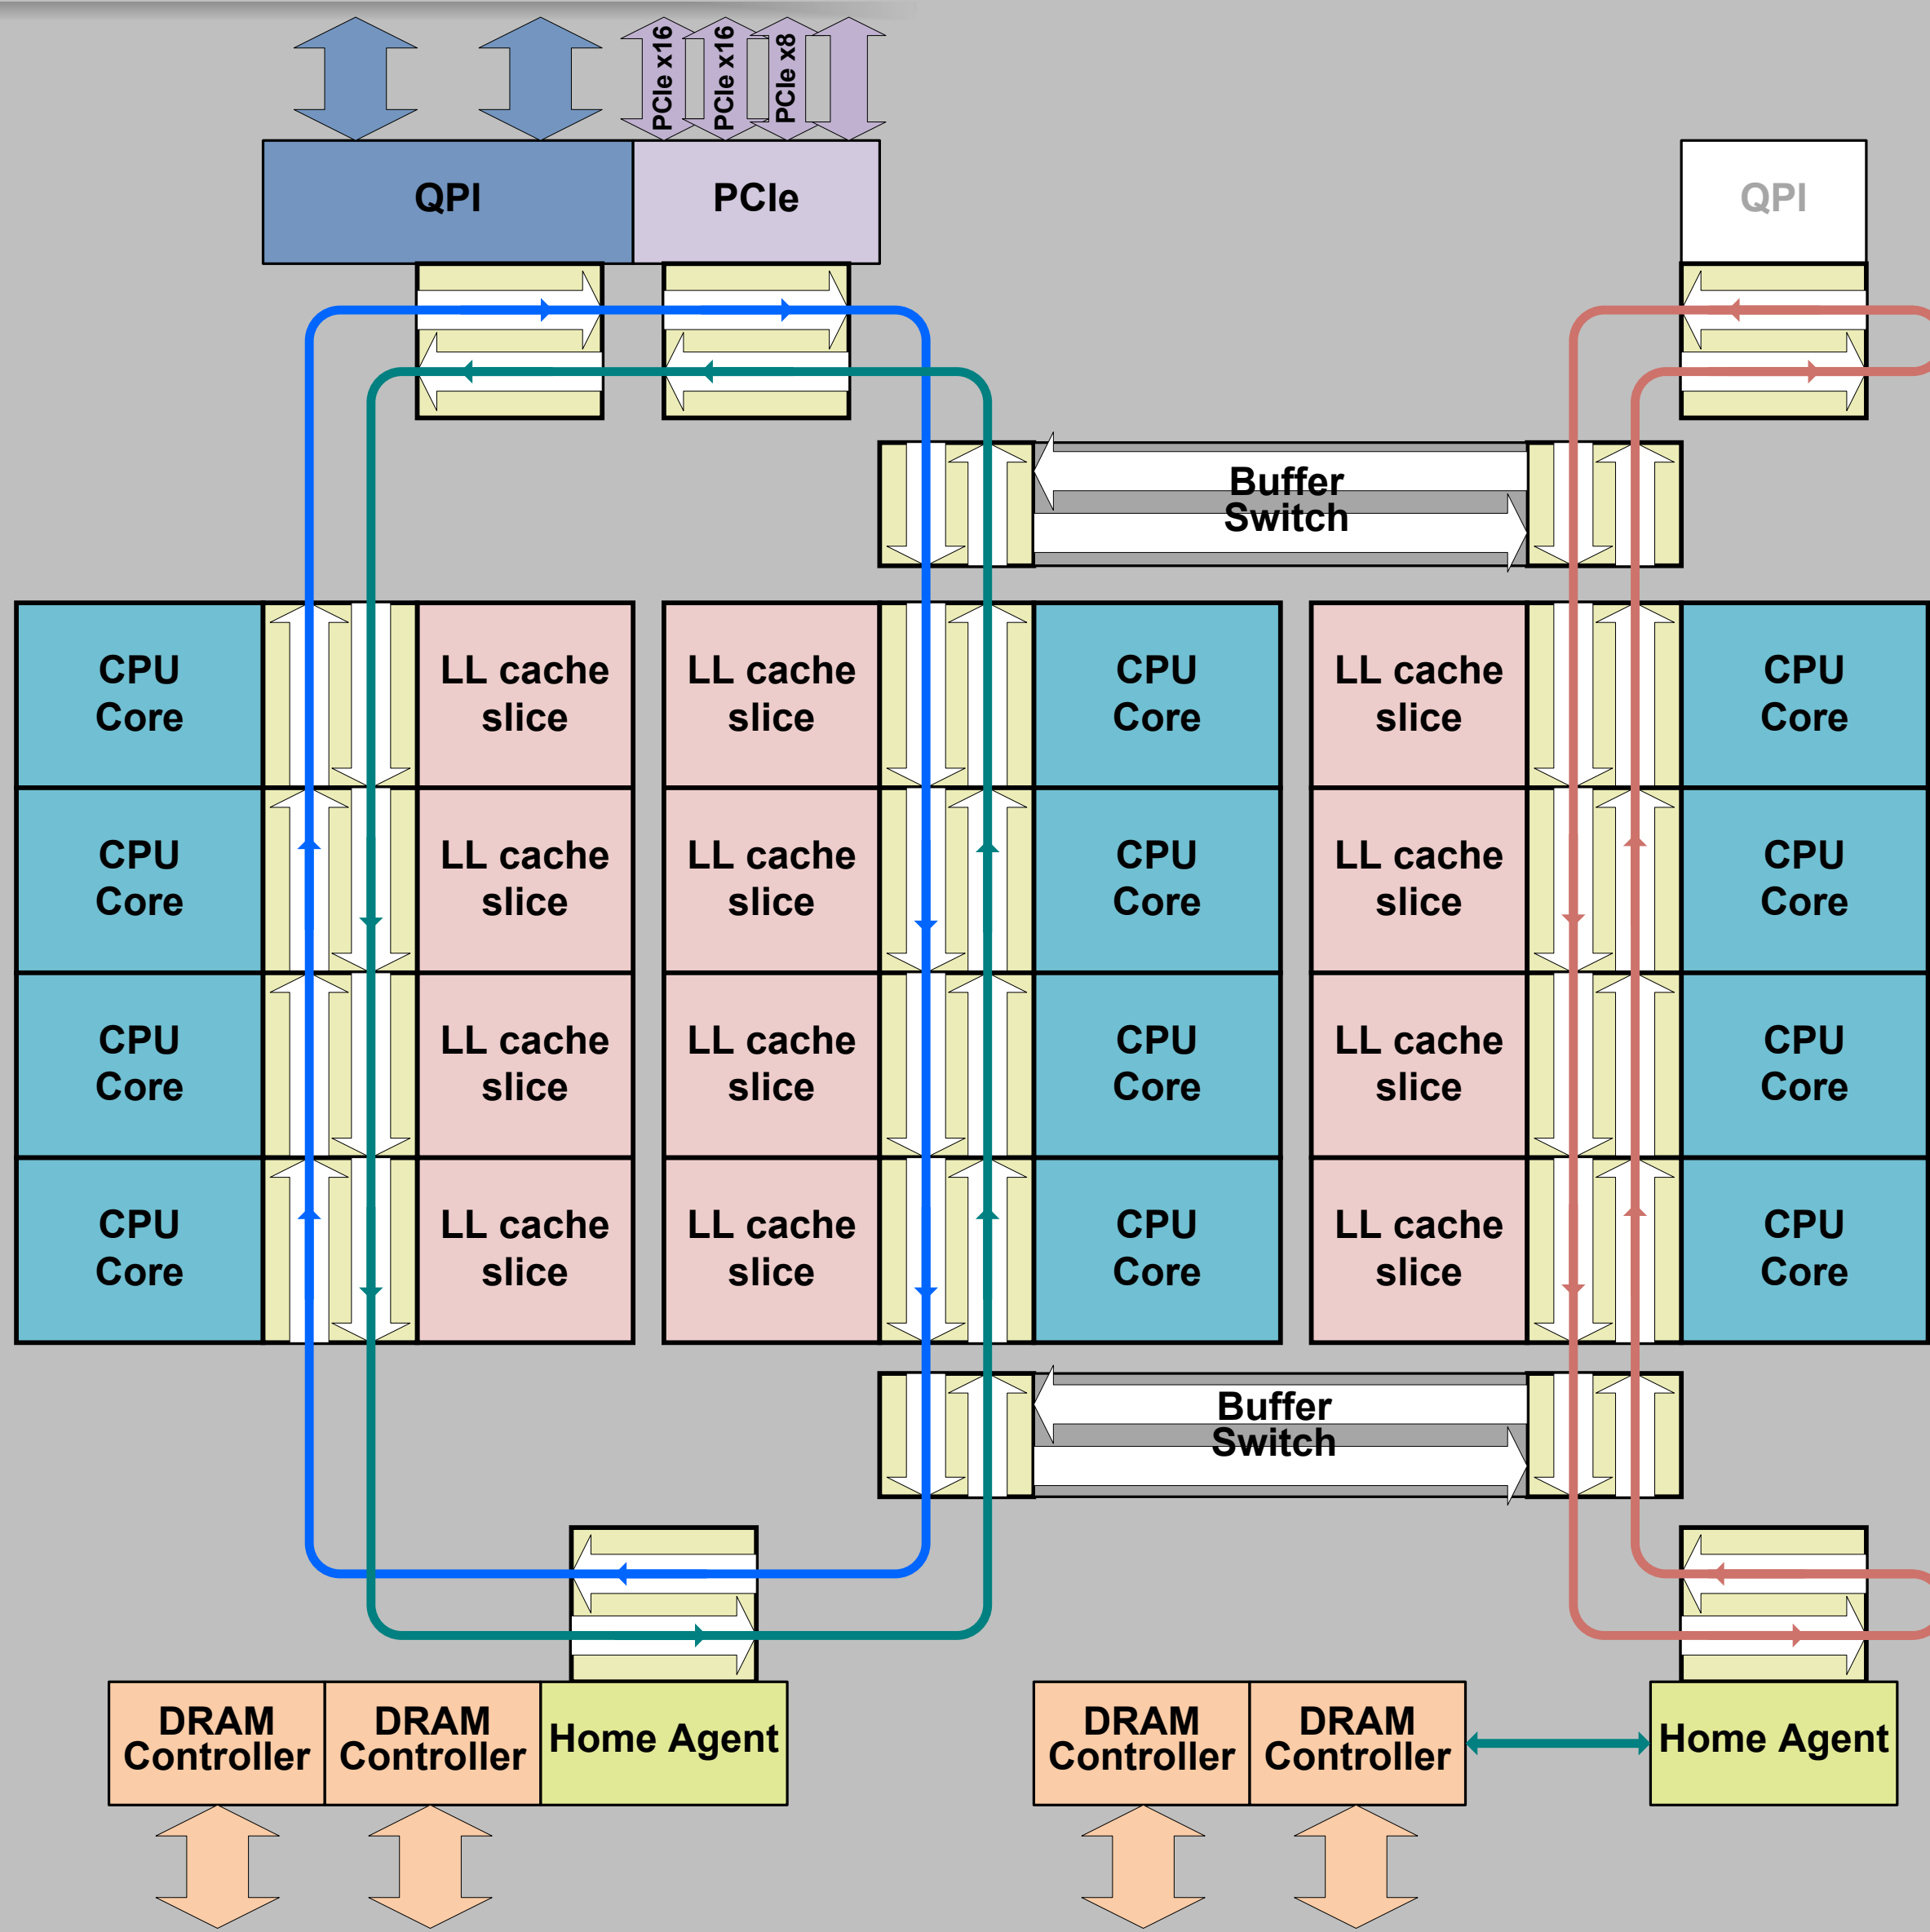 PCIe x16
PCIe x16
PCIe x8
QPI
PCIe
QPI
Buffer
Switch
CPU
Core
LL cache
slice
LL cache
slice
CPU
Core
LL cache
slice
CPU
Core
CPU
Core
LL cache
slice
LL cache
slice
CPU
Core
LL cache
slice
CPU
Core
CPU
Core
LL cache
slice
LL cache
slice
CPU
Core
LL cache
slice
CPU
Core
CPU
Core
LL cache
slice
LL cache
slice
CPU
Core
LL cache
slice
CPU
Core
Buffer
Switch
DRAM
Controller
DRAM
Controller
Home Agent
DRAM
Controller
DRAM
Controller
Home Agent